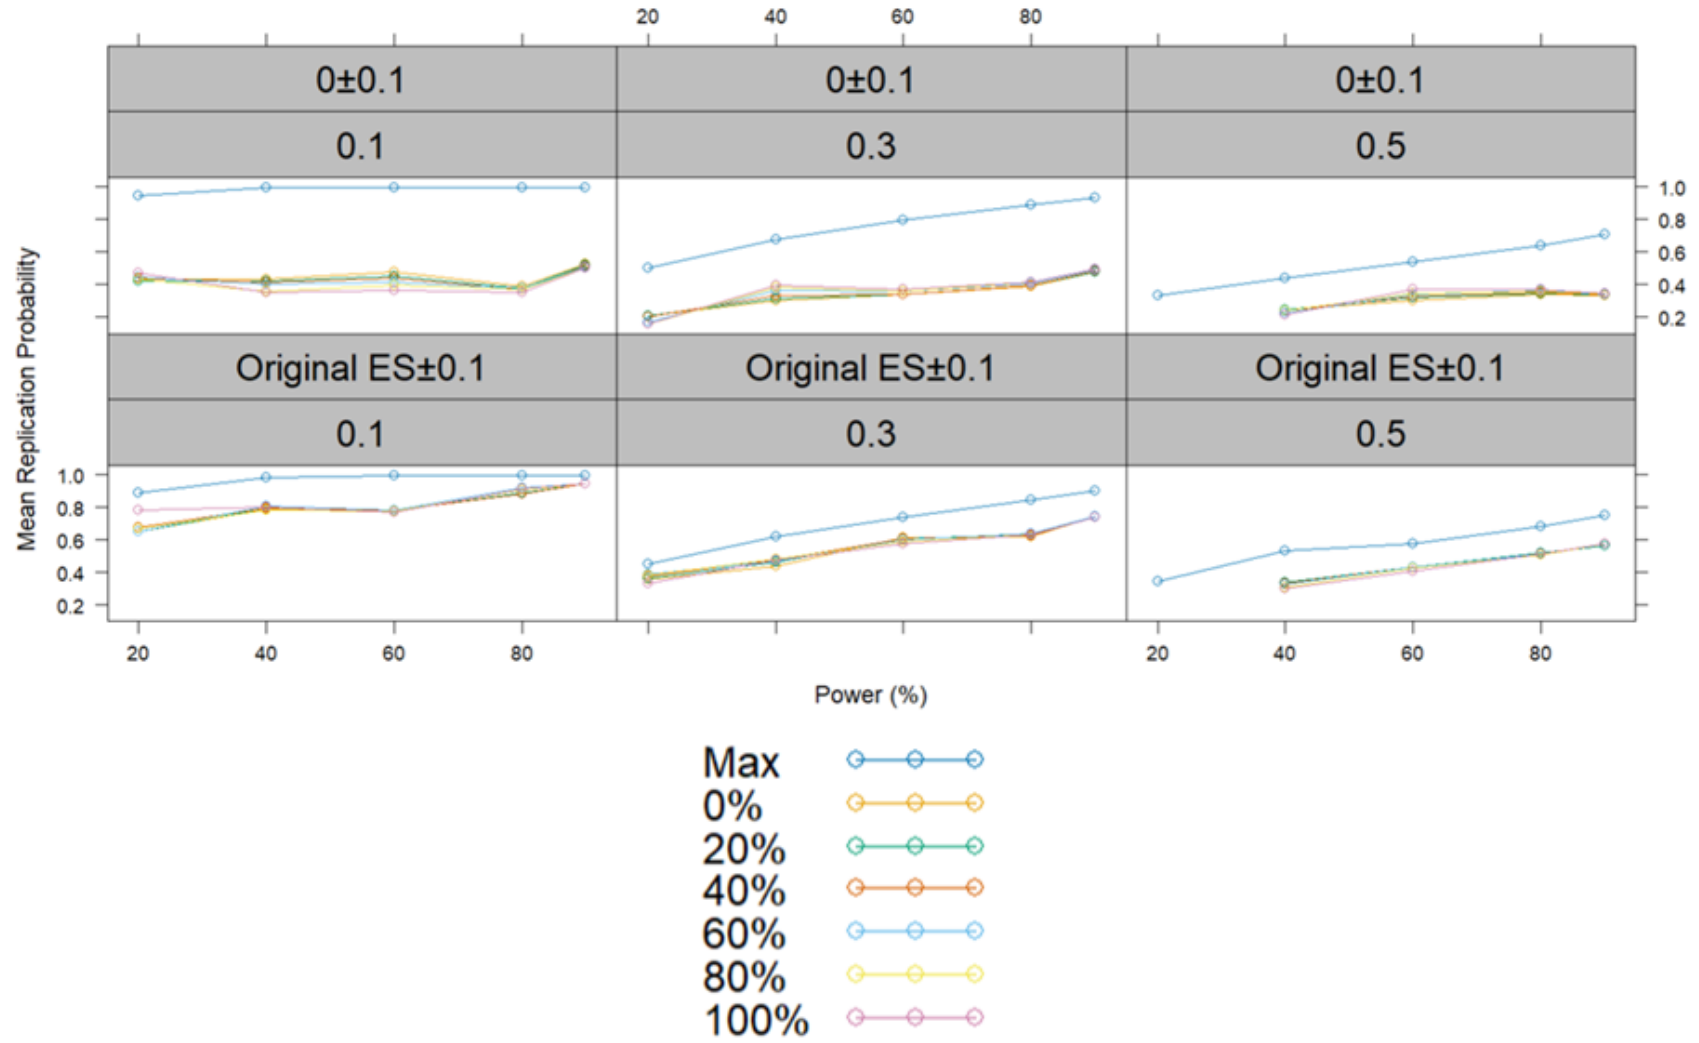 20 40 60 80
0±0.1 0±0.1 0±0.1
0.1 0.3 0.5
1.0
0.8
0.6
0.4
0.2
Mean Replication Probability
Original ES±0.1 Original ES±0.1 Original ES±0.1
0.1 0.3 0.5
1.0
0.8
0.6
0.4
0.2
20 40 60 80 20 40 60 80
Power (%)
Max
0%
20%
40%
60%
80%
100%